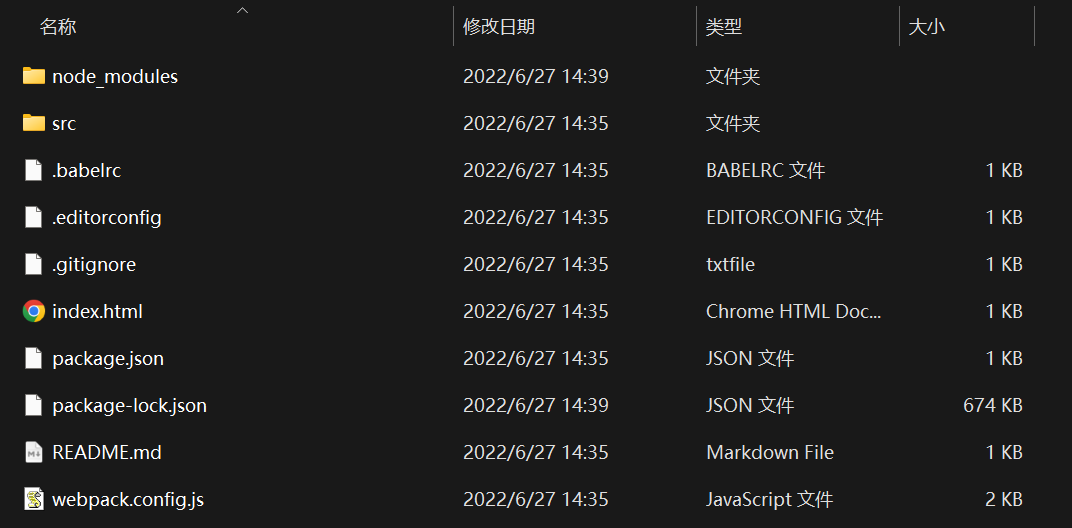 名称 修改日期 类型 大小
node_modules 2022/6/27 14:39 文件夹
src 2022/6/27 14:35 文件夹
.babelrc 2022/6/27 14:35 BABELRC 文件 1 KB
.editorconfig 2022/6/27 14:35 EDITORCONFIG 文件 1 KB
.gitignore 2022/6/27 14:35 txtfile 1 KB
index.html 2022/6/27 14:35 Chrome HTML Doc... 1 KB
package.json 2022/6/27 14:35 JSON 文件 1 KB
package-lock.json 2022/6/27 14:39 JSON 文件 674 KB
README.md 2022/6/27 14:35 Markdown File 1 KB
webpack.config.js 2022/6/27 14:35 JavaScript 文件 2 KB